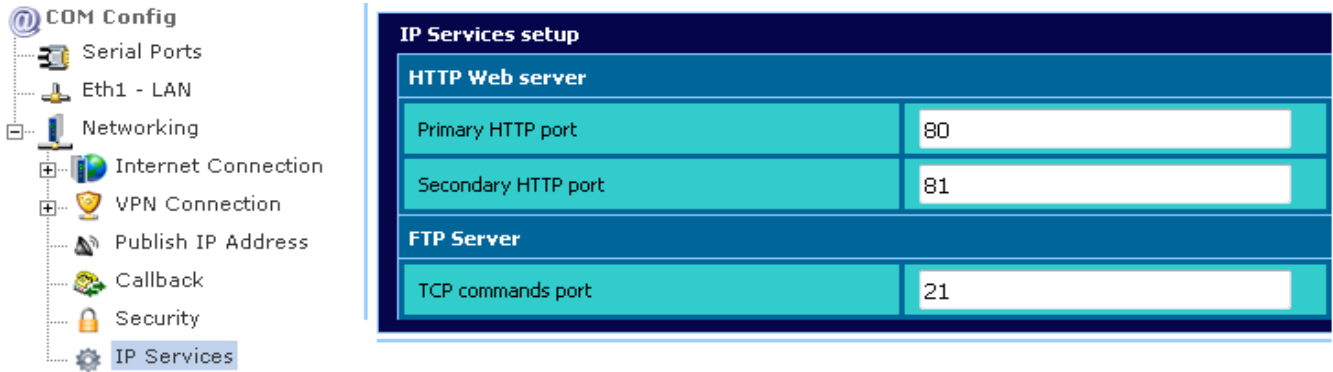 COM Config
Serial Ports
Eth1 - LAN
Networking
Internet Connection
VPN Connection
Publish IP Address
Callback
Security
IP Services
IP Services setup
HTTP Web server
Primary HTTP port 80
Secondary HTTP port 81
FTP Server
TCP commands port 21